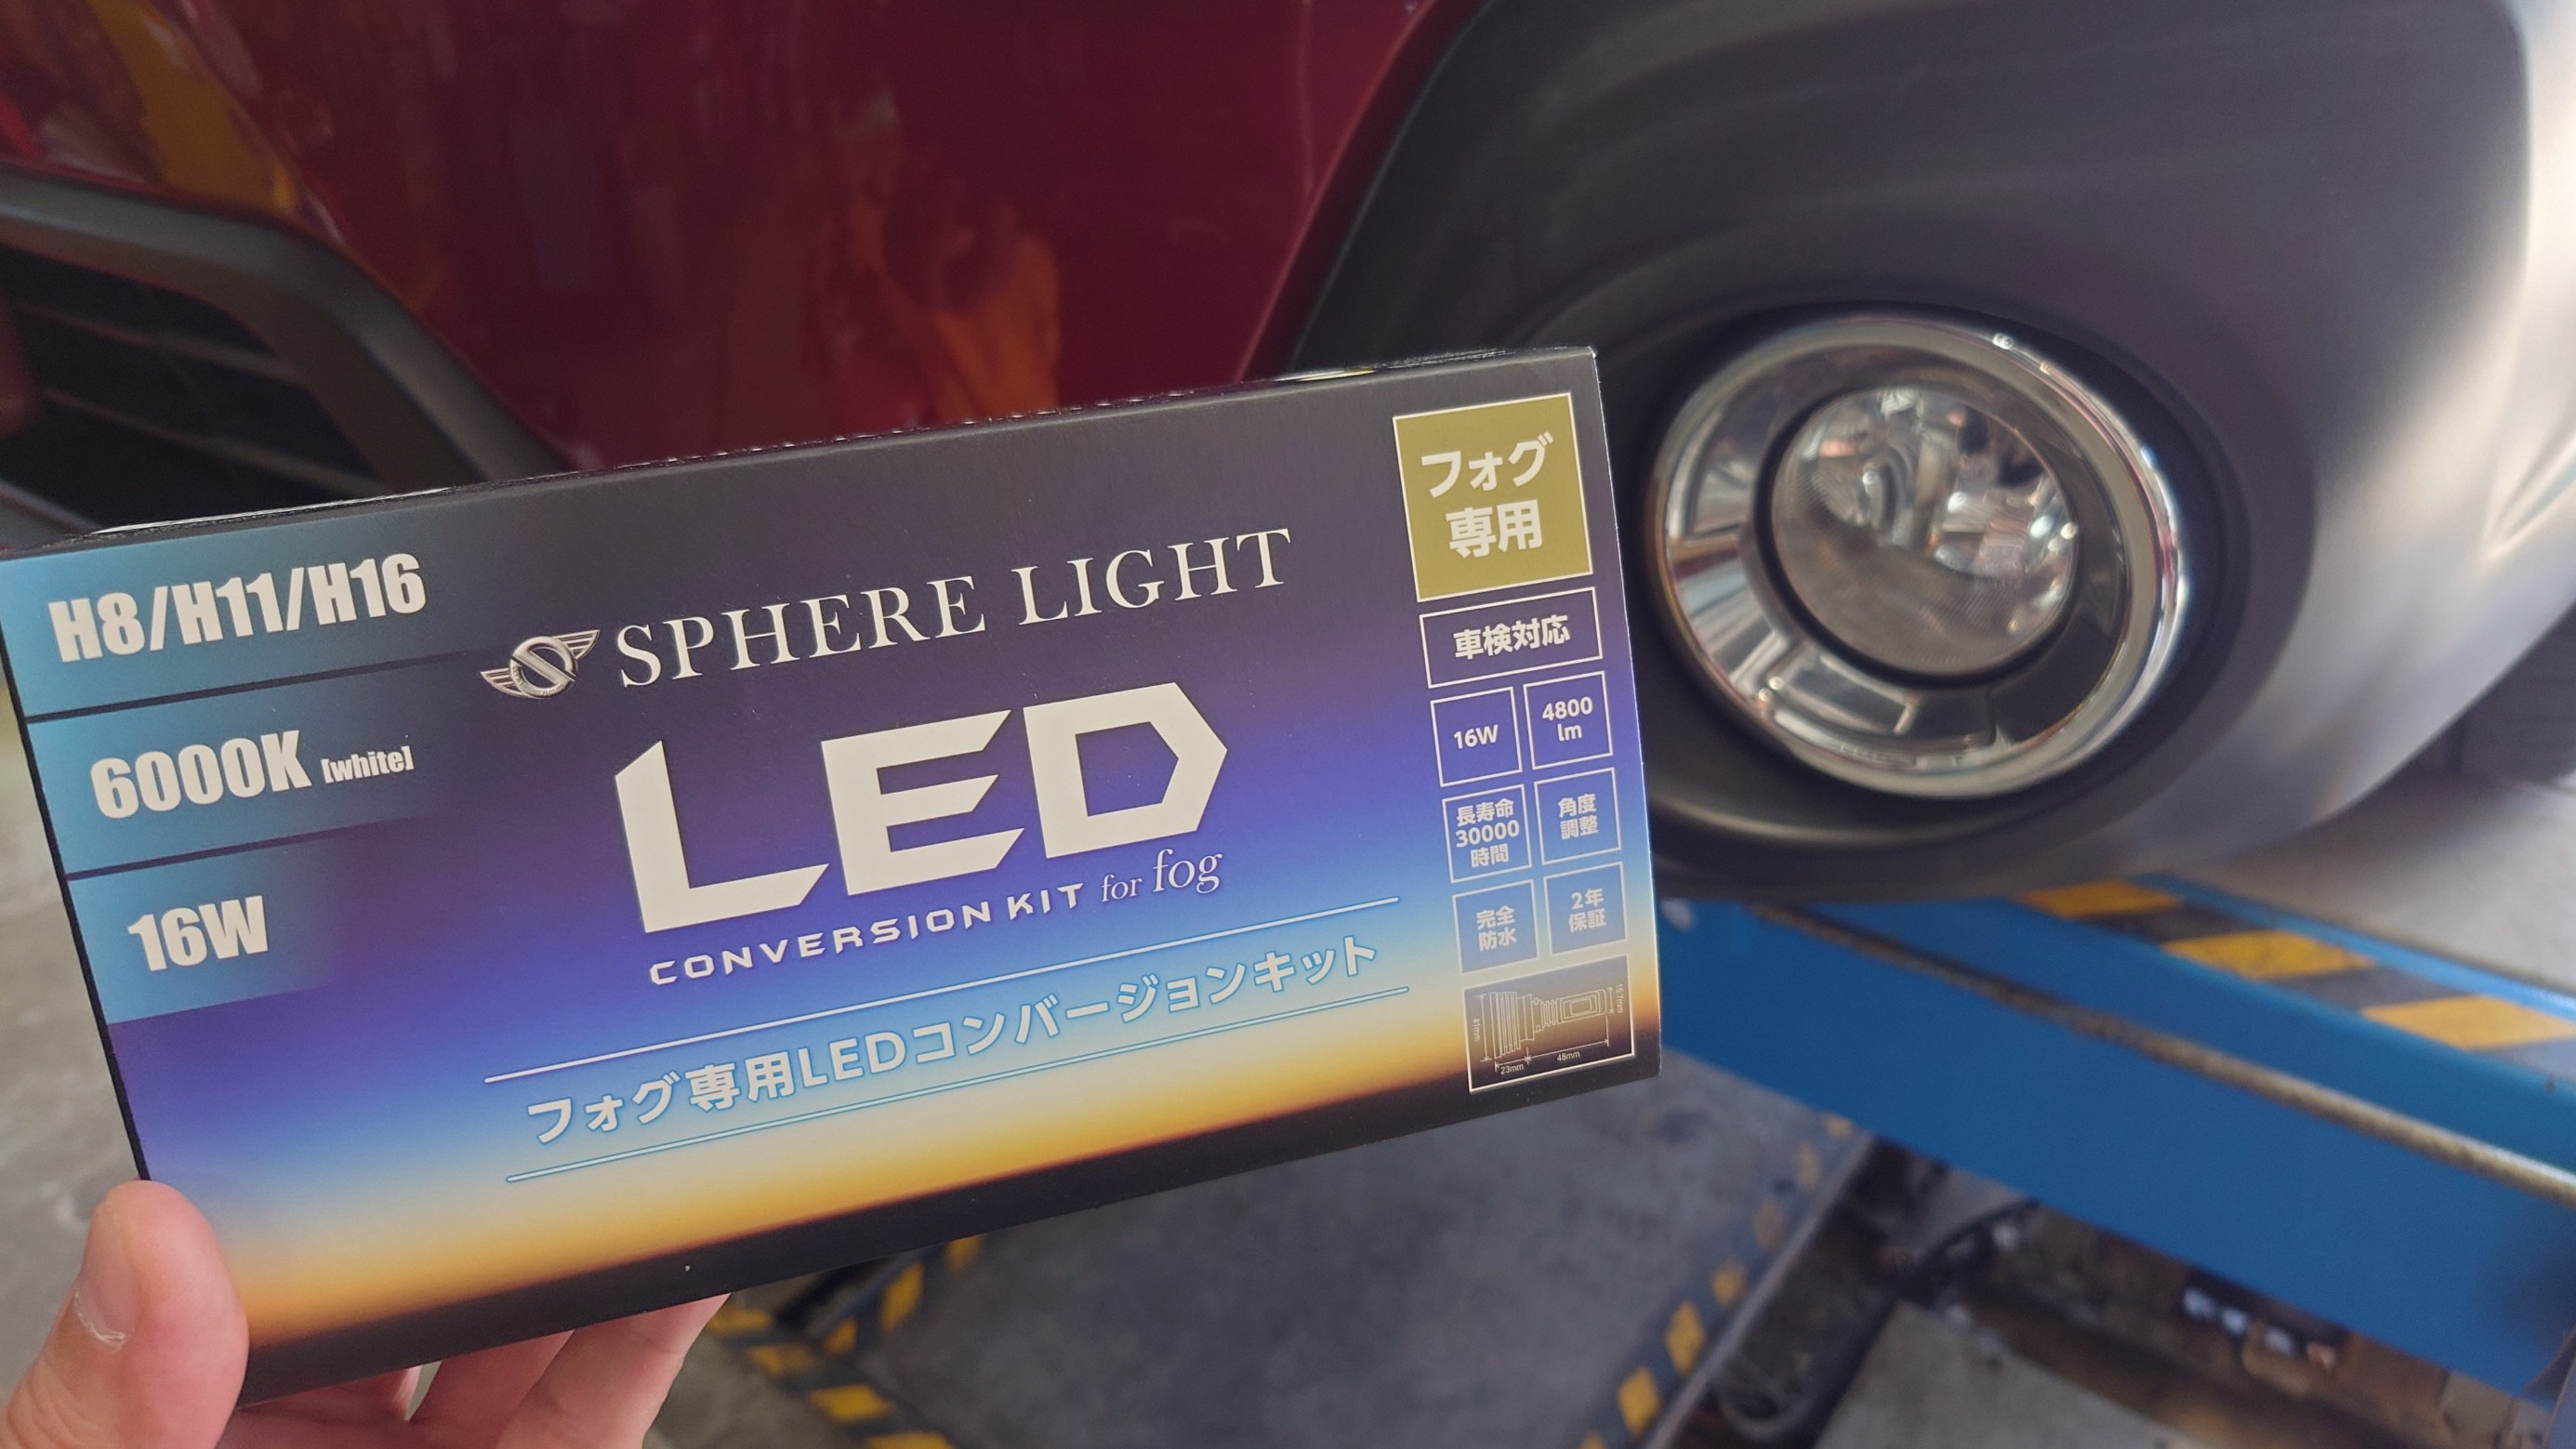 H8/H11/H16
6000K [white]
16W
SPHERE LIGHT
LED
CONVERSION KIT for fog
フォグ専用LEDコンバージョンキット
フォグ
専用
車検対応
16W
4800
lm
長寿命
30000
時間
角度
調整
完全
防水
2年
保証
41mm
23mm
48mm